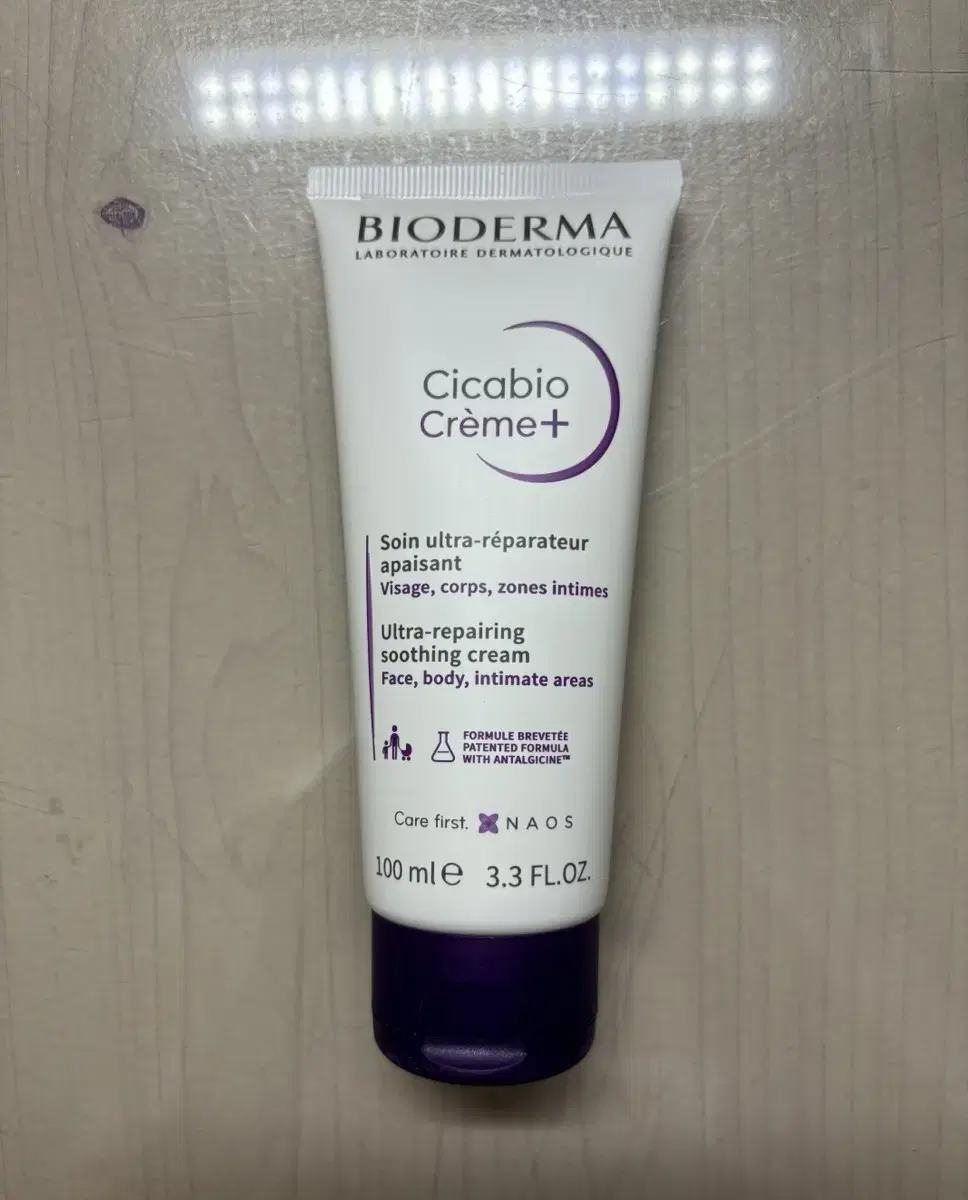 BIODERMA
LABORATOIRE DERMATOLOGIQUE
Cicabio
Crème+
Soin ultra-réparateur
apaisant
Visage, corps, zones intimes
Ultra-repairing
soothing cream
Face, body, intimate areas
FORMULE BREVETÉE
PATENTED FORMULA
WITH ANTALGICINE™
Care first. NAOS
100 ml e 3.3 FL.OZ.